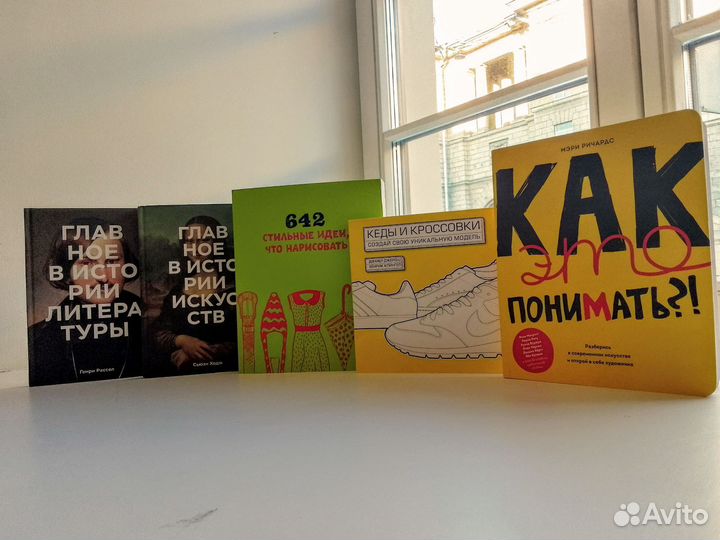 ГЛАВ
НОЕ
В ИСТО
РИИ
ЛИТЕРА
ТУРЫ
Генри Рассел
ГЛАВ
НОЕ
В ИСТО
РИИ
ИСКУС
СТВ
Сьюзи Ходж
642
СТИЛЬНЫЕ ИДЕИ,
ЧТО НАРИСОВАТЬ
КЕДЫ И КРОССОВКИ
СОЗДАЙ СВОЮ УНИКАЛЬНУЮ МОДЕЛЬ
МЭРИ РИЧАРДС
КАК
это
ПОНИМАТЬ?!
Разберись
в современном искусстве
и открой в себе художника
Avito